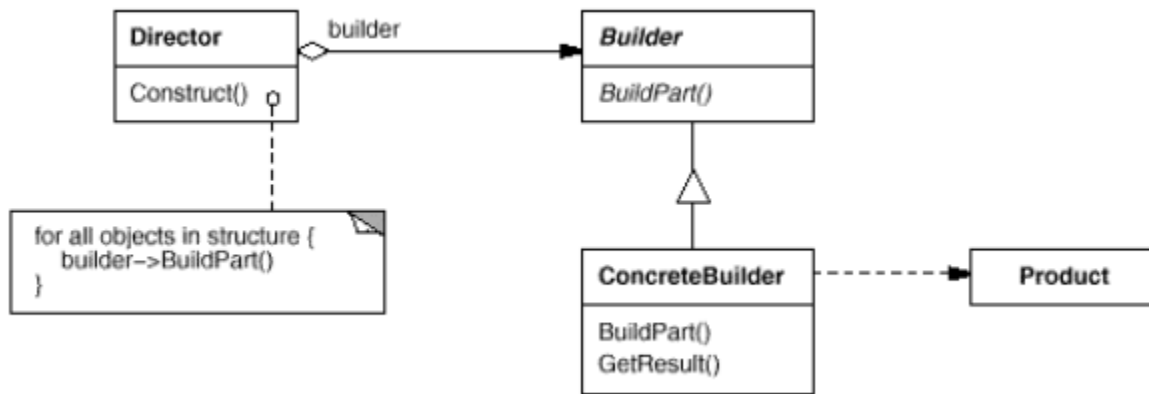 Director
Construct()
builder
Builder
BuildPart()
for all objects in structure {
builder->BuildPart()
}
ConcreteBuilder
BuildPart()
GetResult()
Product